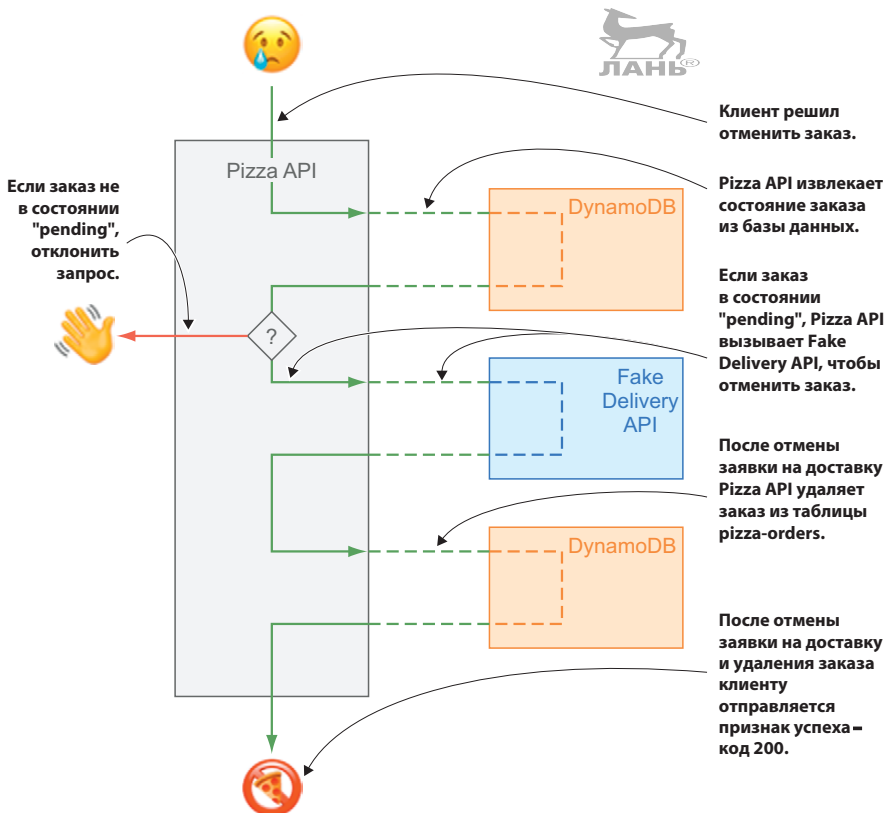 ЛАНЬ®
Клиент решил
отменить заказ.
Pizza API
Если заказ не
в состоянии
"pending",
отклонить
запрос.
Pizza API извлекает
состояние заказа
из базы данных.
DynamoDB
?
Если заказ
в состоянии
"pending", Pizza API
вызывает Fake
Delivery API, чтобы
отменить заказ.
Fake
Delivery
API
После отмены
заявки на доставку
Pizza API удаляет
заказ из таблицы
pizza-orders.
DynamoDB
После отмены
заявки на доставку
и удаления заказа
клиенту
отправляется
признак успеха –
код 200.